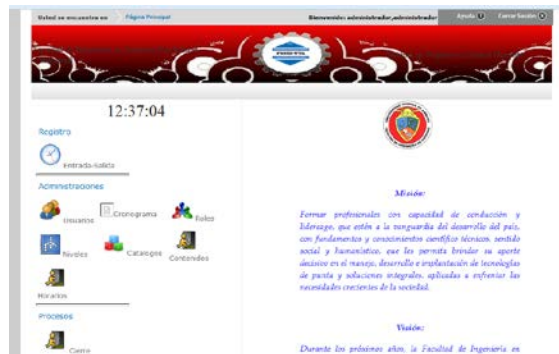 Usted se encuentra en
Página Principal
Bienvenido: administrador,administrador
Ayuda
Cerrar Sesión
12:37:04
Registro
Entrada-Salida
Administraciones
Usuarios
Cronograma
Roles
Niveles
Catalogos
Contenidos
Horarios
Procesos
Cierre
Misión:
Formar profesionales con capacidad de conducción y
liderazgo, que estén a la vanguardia del desarrollo del país,
con fundamentos y conocimientos científico técnicos, sentido
social y humanístico, que les permita brindar su aporte
decisivo en el manejo, desarrollo e implantación de tecnologías
de punta y soluciones integrales, aplicadas a enfrentar las
necesidades crecientes de la sociedad.
Visión:
Durante los próximos años, la Facultad de Ingeniería en